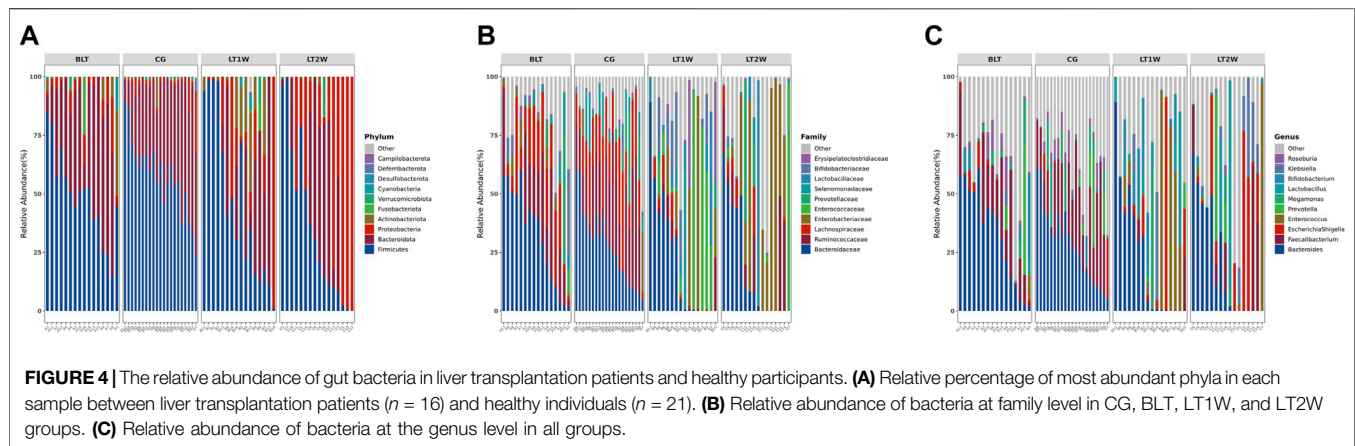 A
B
C
BLT
CG
LT1W
LT2W
BLT
CG
LT1W
LT2W
BLT
CG
LT1W
LT2W
Relative Abundance(%)
100
75
50
25
0
Phylum
Other
Campilobacterota
Deferribacterota
Desulfobacterota
Cyanobacteria
Verrucomicrobiota
Fusobacteriota
Actinobacteriota
Proteobacteria
Bacteroidota
Firmicutes
Relative Abundance(%)
100
75
50
25
0
Family
Other
Erysipelatoclostridiaceae
Bifidobacteriaceae
Lactobacillaceae
Selenomonadaceae
Prevotellaceae
Enterococcaceae
Enterobacteriaceae
Lachnospiraceae
Ruminococcaceae
Bacteroidaceae
Relative Abundance(%)
100
75
50
25
0
Genus
Other
Roseburia
Klebsiella
Bifidobacterium
Lactobacillus
Megamonas
Prevotella
Enterococcus
EscherichiaShigella
Faecalibacterium
Bacteroides
FIGURE 4 | The relative abundance of gut bacteria in liver transplantation patients and healthy participants. (A) Relative percentage of most abundant phyla in each
sample between liver transplantation patients (n = 16) and healthy individuals (n = 21). (B) Relative abundance of bacteria at family level in CG, BLT, LT1W, and LT2W
groups. (C) Relative abundance of bacteria at the genus level in all groups.